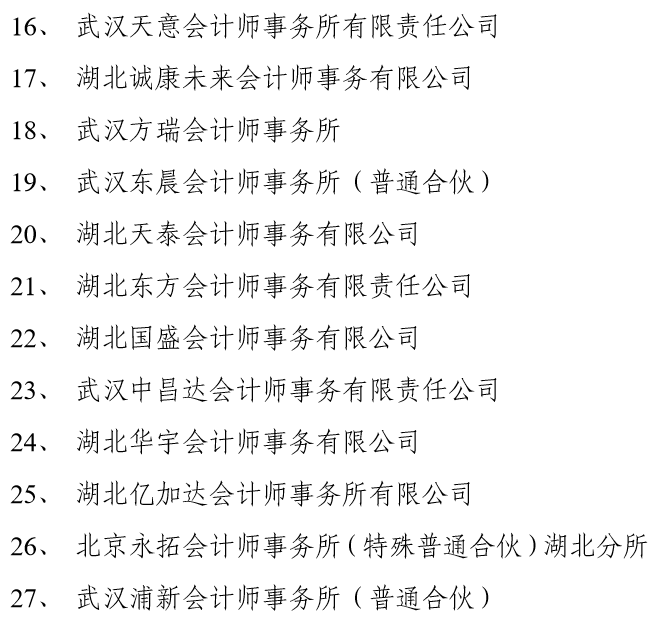 16、 武汉天意会计师事务所有限责任公司
17、 湖北诚康未来会计师事务有限公司
18、 武汉方瑞会计师事务所
19、 武汉东晨会计师事务所（普通合伙）
20、 湖北天泰会计师事务有限公司
21、 湖北东方会计师事务有限责任公司
22、 湖北国盛会计师事务有限公司
23、 武汉中昌达会计师事务有限责任公司
24、 湖北华宇会计师事务有限公司
25、 湖北亿加达会计师事务所有限公司
26、 北京永拓会计师事务所（特殊普通合伙）湖北分所
27、 武汉浦新会计师事务所（普通合伙）